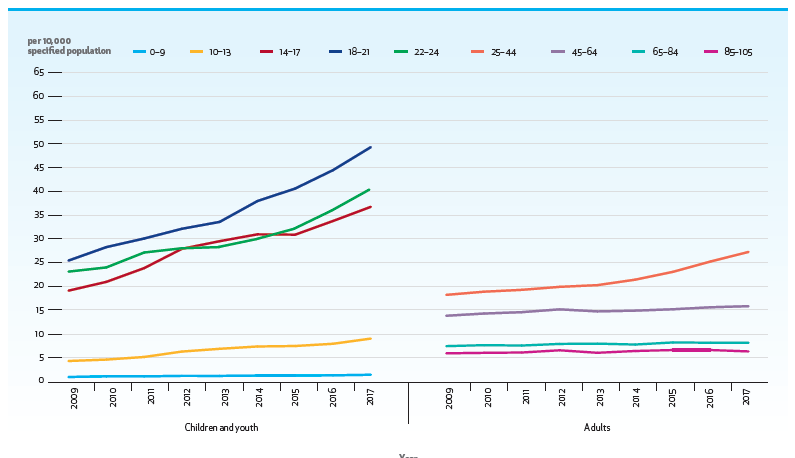 per 10,000
specified population
0–9 10–13 14–17 18–21 22–24 25–44 45–64 65–84 85–105
65
60
55
50
45
40
35
30
25
20
15
10
5
0
2009 2010 2011 2012 2013 2014 2015 2016 2017 2009 2010 2011 2012 2013 2014 2015 2016 2017
Children and youth Adults